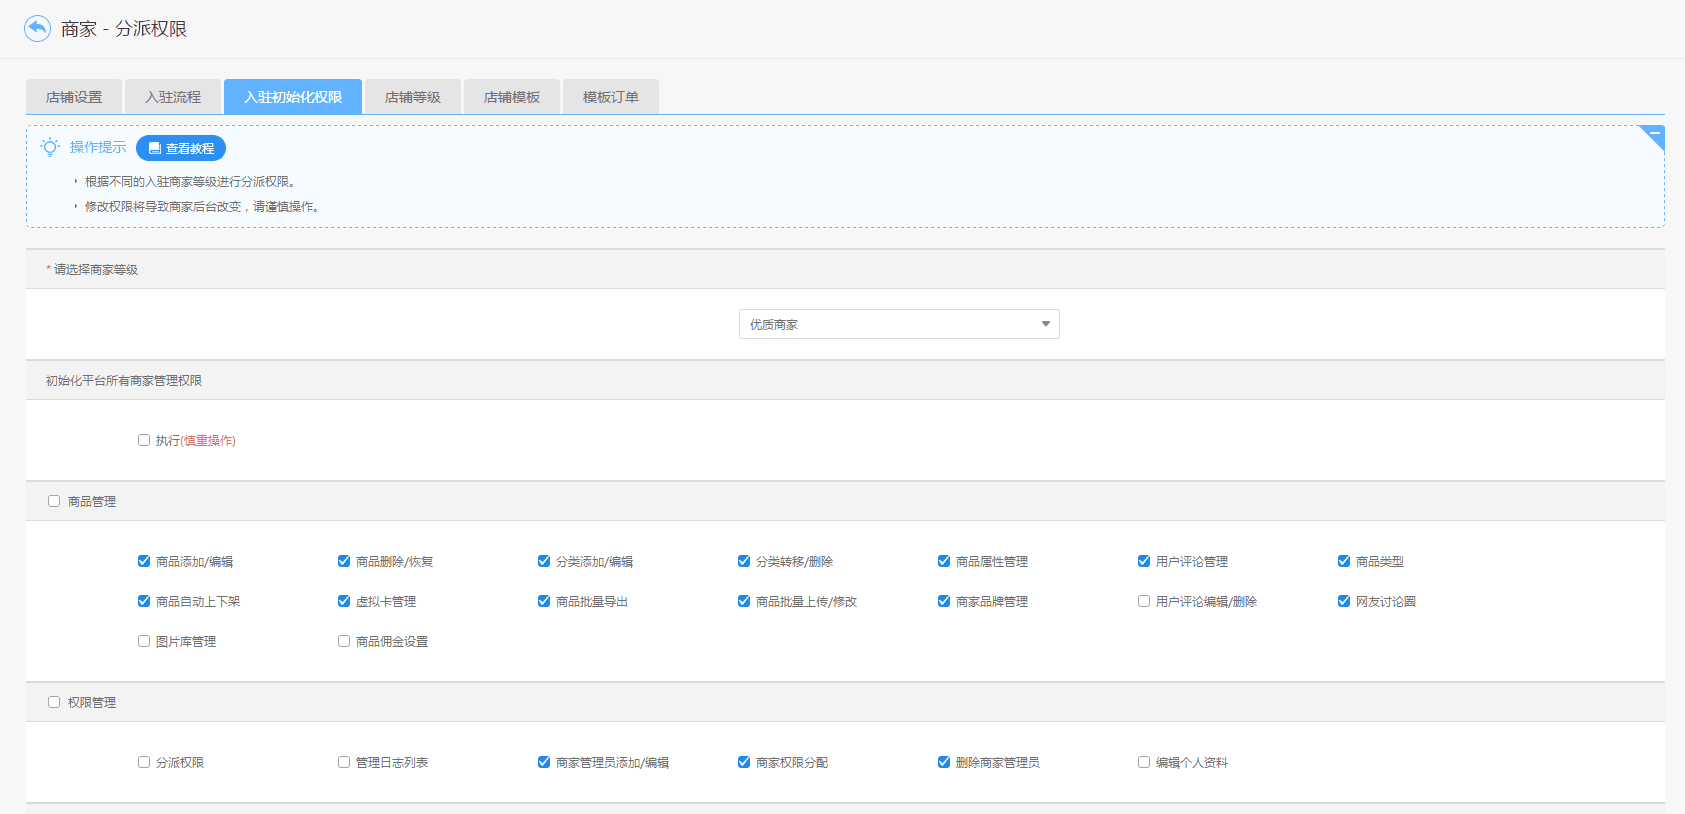 商家 - 分派权限
店铺设置 入驻流程 入驻初始化权限 店铺等级 店铺模板 模板订单
操作提示 查看教程
根据不同的入驻商家等级进行分派权限。
修改权限将导致商家后台改变，请谨慎操作。
* 请选择商家等级
优质商家
初始化平台所有商家管理权限
执行(慎重操作)
商品管理
商品添加/编辑 商品删除/恢复 分类添加/编辑 分类转移/删除 商品属性管理 用户评论管理 商品类型
商品自动上下架 虚拟卡管理 商品批量导出 商品批量上传/修改 商家品牌管理 用户评论编辑/删除 网友讨论圈
图片库管理 商品佣金设置
权限管理
分派权限 管理日志列表 商家管理员添加/编辑 商家权限分配 删除商家管理员 编辑个人资料